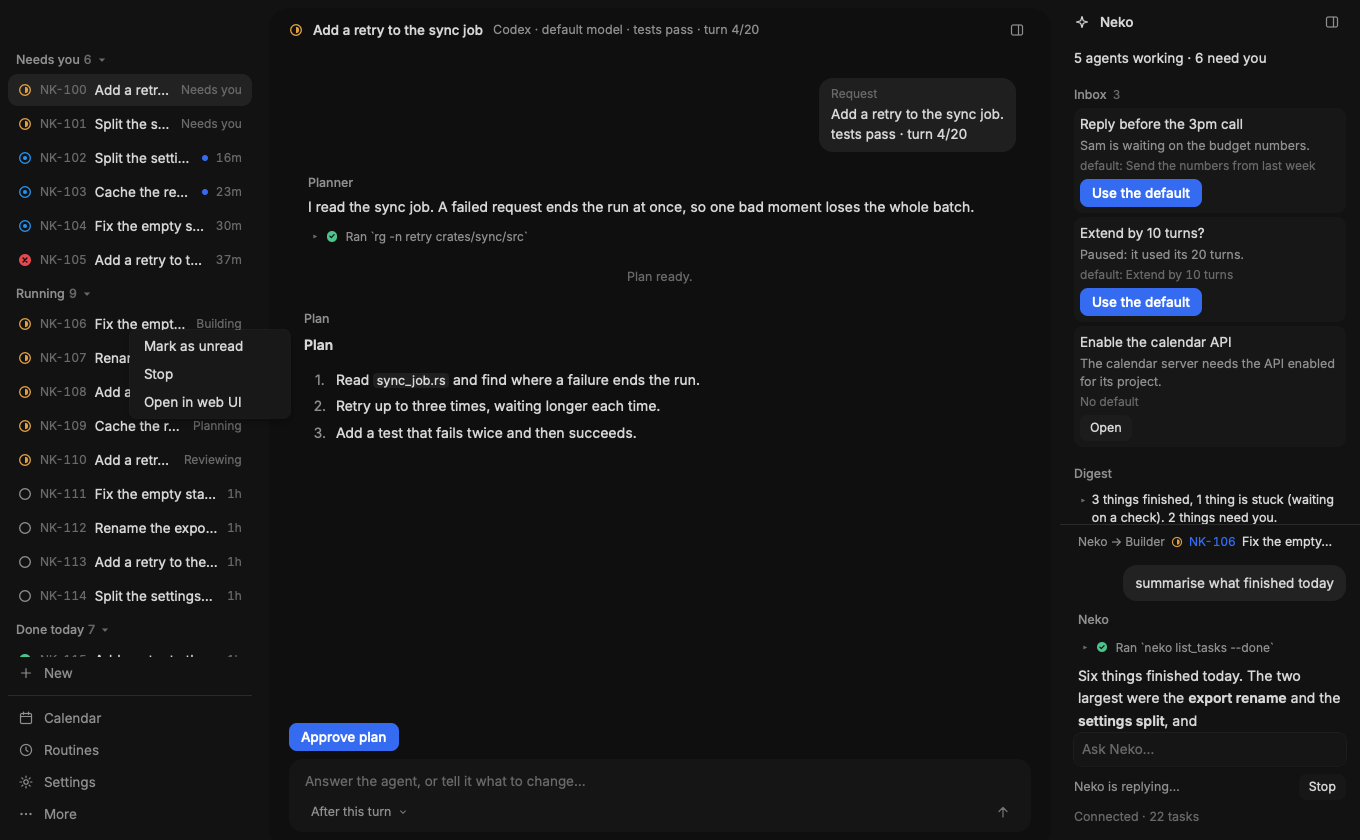 Needs you 6
NK-100 Add a retr... Needs you
NK-101 Split the s... Needs you
NK-102 Split the setti... 16m
NK-103 Cache the re... 23m
NK-104 Fix the empty s... 30m
NK-105 Add a retry to t... 37m
Running 9
NK-106 Fix the empt... Building
NK-107 Renam
NK-108 Add a
NK-109 Cache the r... Planning
NK-110 Add a retr... Reviewing
NK-111 Fix the empty sta... 1h
NK-112 Rename the expo... 1h
NK-113 Add a retry to the... 1h
NK-114 Split the settings... 1h
Done today 7
New
Calendar
Routines
Settings
More
Mark as unread
Stop
Open in web UI
Add a retry to the sync job Codex · default model · tests pass · turn 4/20
Request
Add a retry to the sync job.
tests pass · turn 4/20
Planner
I read the sync job. A failed request ends the run at once, so one bad moment loses the whole batch.
Ran `rg -n retry crates/sync/src`
Plan ready.
Plan
Plan
1. Read sync_job.rs and find where a failure ends the run.
2. Retry up to three times, waiting longer each time.
3. Add a test that fails twice and then succeeds.
Approve plan
Answer the agent, or tell it what to change...
After this turn
Neko
5 agents working · 6 need you
Inbox 3
Reply before the 3pm call
Sam is waiting on the budget numbers.
default: Send the numbers from last week
Use the default
Extend by 10 turns?
Paused: it used its 20 turns.
default: Extend by 10 turns
Use the default
Enable the calendar API
The calendar server needs the API enabled
for its project.
No default
Open
Digest
3 things finished, 1 thing is stuck (waiting
on a check). 2 things need you.
Neko → Builder NK-106 Fix the empty...
summarise what finished today
Neko
Ran `neko list_tasks --done`
Six things finished today. The two
largest were the export rename and the
settings split, and
Ask Neko...
Neko is replying... Stop
Connected · 22 tasks